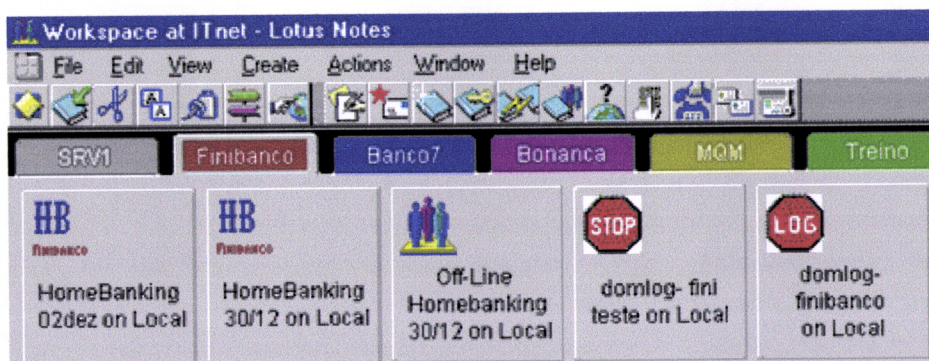 Workspace at ITnet - Lotus Notes
File Edit View Create Actions Window Help
SRV1 Finibanco Banco7 Bonanca MQM Treino
HB
FINIBANCO
HomeBanking
02dez on Local
HB
FINIBANCO
HomeBanking
30/12 on Local
Off-Line
Homebanking
30/12 on Local
STOP
domlog- fini
teste on Local
LOG
domlog-
finibanco
on Local